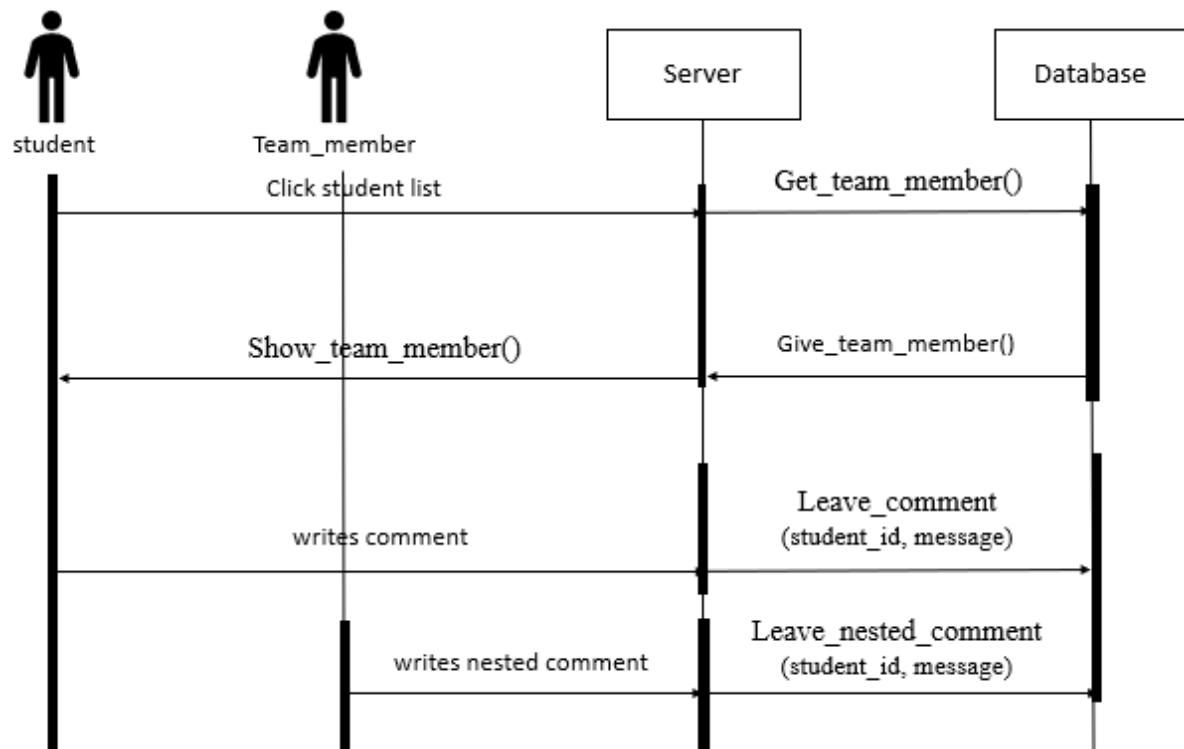 Server
Database
student
Team_member
Click student list
Get_team_member()
Show_team_member()
Give_team_member()
writes comment
Leave_comment
(student_id, message)
writes nested comment
Leave_nested_comment
(student_id, message)